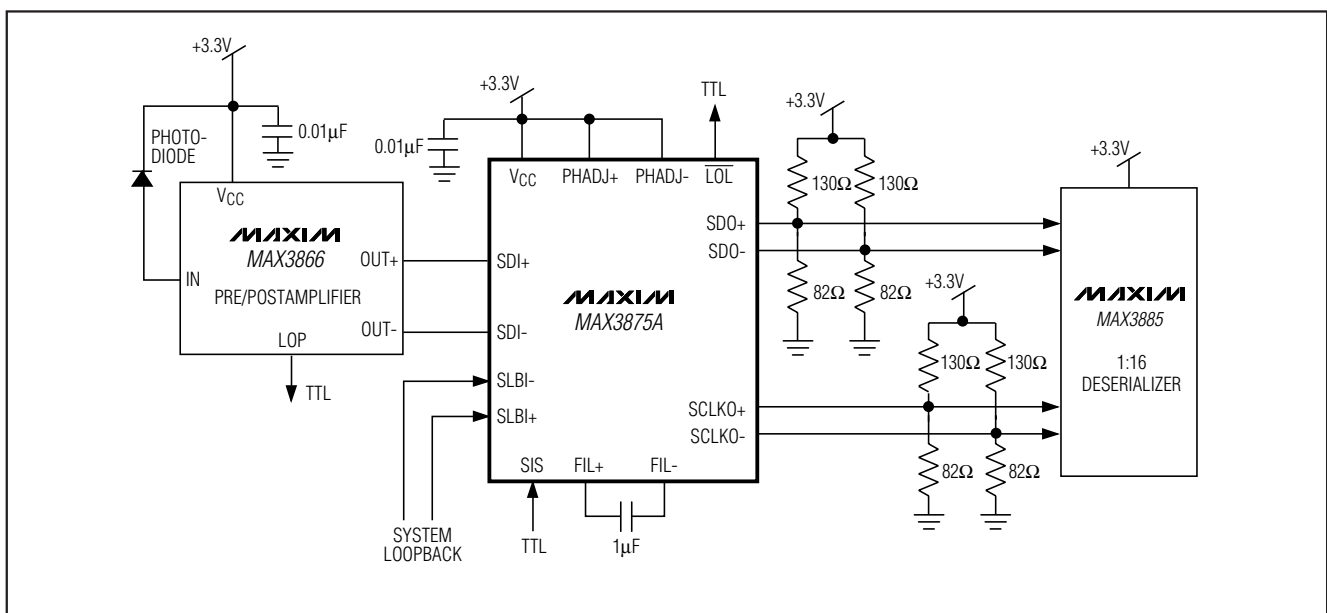 +3.3V
PHOTO-
DIODE
0.01µF
VCC
MAXIM
MAX3866
PRE/POSTAMPLIFIER
IN
OUT+
OUT-
LOP
TTL
+3.3V
0.01µF
TTL
VCC
PHADJ+
PHADJ-
LOL
SDI+
SDI-
SLBI-
SLBI+
MAXIM
MAX3875A
SDO+
SDO-
SCLKO+
SCLKO-
SIS
FIL+
FIL-
SYSTEM
LOOPBACK
TTL
1µF
+3.3V
130Ω
130Ω
82Ω
82Ω
+3.3V
130Ω
130Ω
82Ω
82Ω
+3.3V
MAXIM
MAX3885
1:16
DESERIALIZER